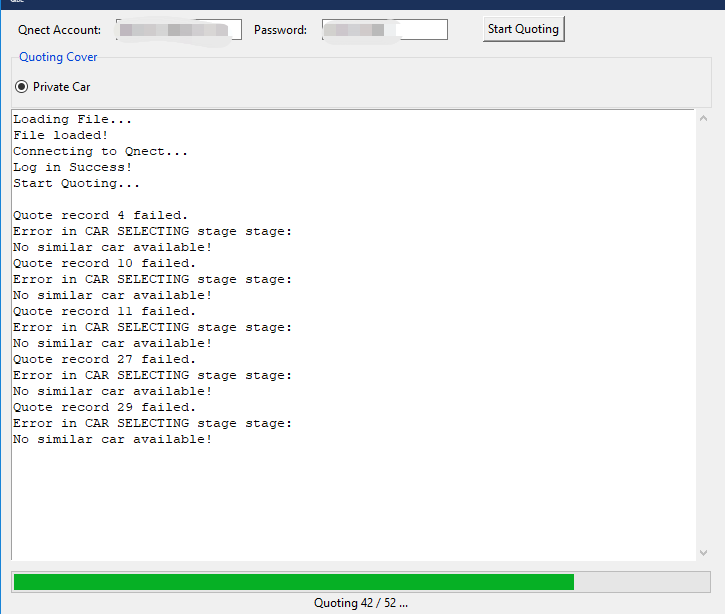 Qnect Account: Password: Start Quoting
Quoting Cover
Private Car
Loading File...
File loaded!
Connecting to Qnect...
Log in Success!
Start Quoting...
Quote record 4 failed.
Error in CAR SELECTING stage stage:
No similar car available!
Quote record 10 failed.
Error in CAR SELECTING stage stage:
No similar car available!
Quote record 11 failed.
Error in CAR SELECTING stage stage:
No similar car available!
Quote record 27 failed.
Error in CAR SELECTING stage stage:
No similar car available!
Quote record 29 failed.
Error in CAR SELECTING stage stage:
No similar car available!
Quoting 42 / 52 ...